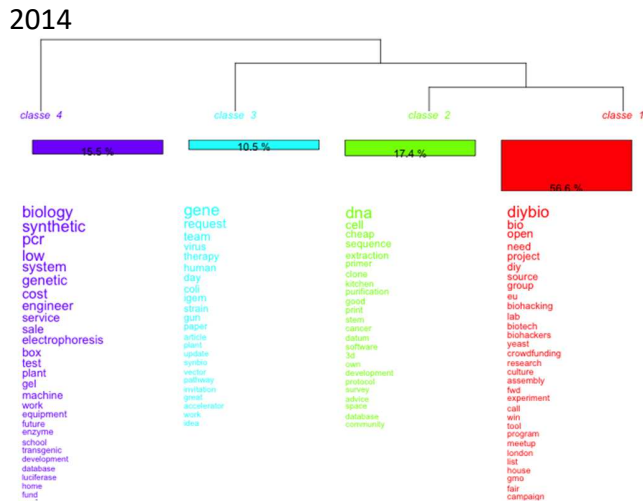 2014
classe 4
classe 3
classe 2
classe 1
15.5 %
10.5 %
17.4 %
56.6 %
biology
synthetic
pcr
low
system
genetic
cost
engineer
service
sale
electrophoresis
box
test
plant
gel
machine
work
equipment
future
enzyme
school
transgenic
development
database
luciferase
home
fund
gene
request
team
virus
therapy
human
day
coli
igem
strain
gun
paper
article
plant
update
synbio
vector
pathway
invitation
great
accelerator
work
idea
dna
cell
cheap
sequence
extraction
primer
clone
kitchen
purification
good
print
stem
cancer
datum
software
3d
own
development
protocol
survey
advice
space
database
community
diybio
bio
open
need
project
diy
source
group
eu
biohacking
lab
biotech
biohackers
yeast
crowdfunding
research
culture
assembly
fwd
experiment
call
win
tool
program
meetup
london
list
house
gmo
fair
campaign